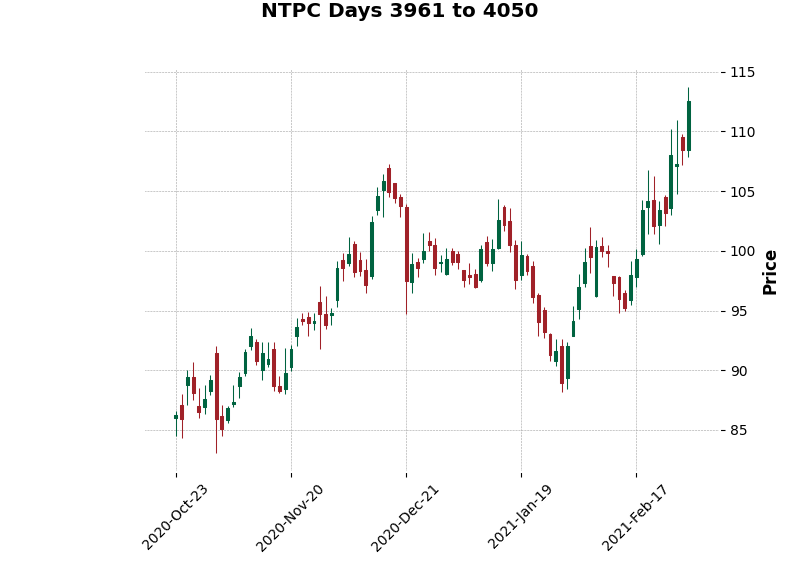 NTPC Days 3961 to 4050
115
110
105
100
95
90
85
Price
2020-Oct-23
2020-Nov-20
2020-Dec-21
2021-Jan-19
2021-Feb-17